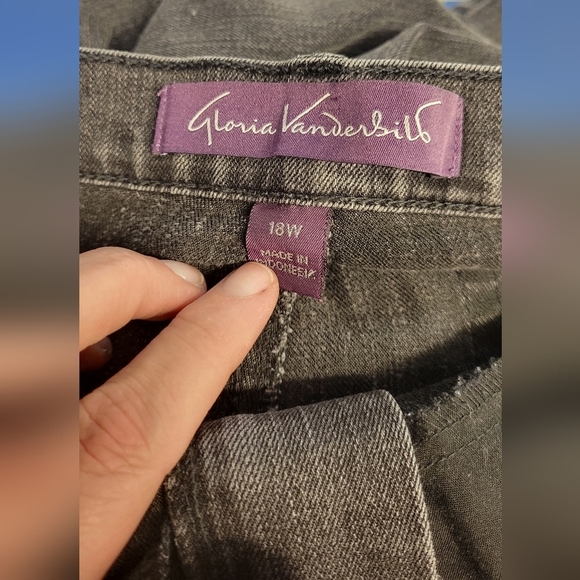 Gloria Vanderbilt
18W
MADE IN
INDONESIA